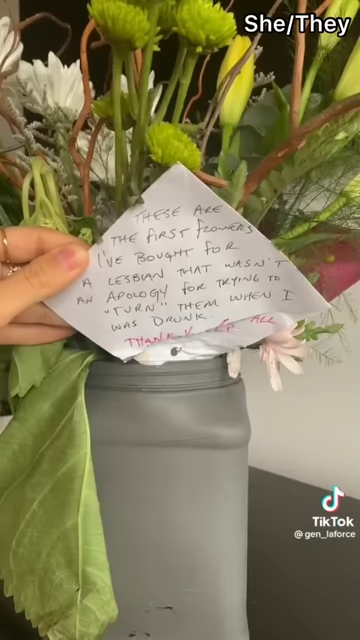 She/They
THESE ARE
THE FIRST FLOWERS
I'VE BOUGHT FOR
A LESBIAN THAT WASN'T
AN APOLOGY FOR TRYING TO
"TURN" THEM WHEN I
WAS DRUNK.
ALL
TikTok
@gen_laforce